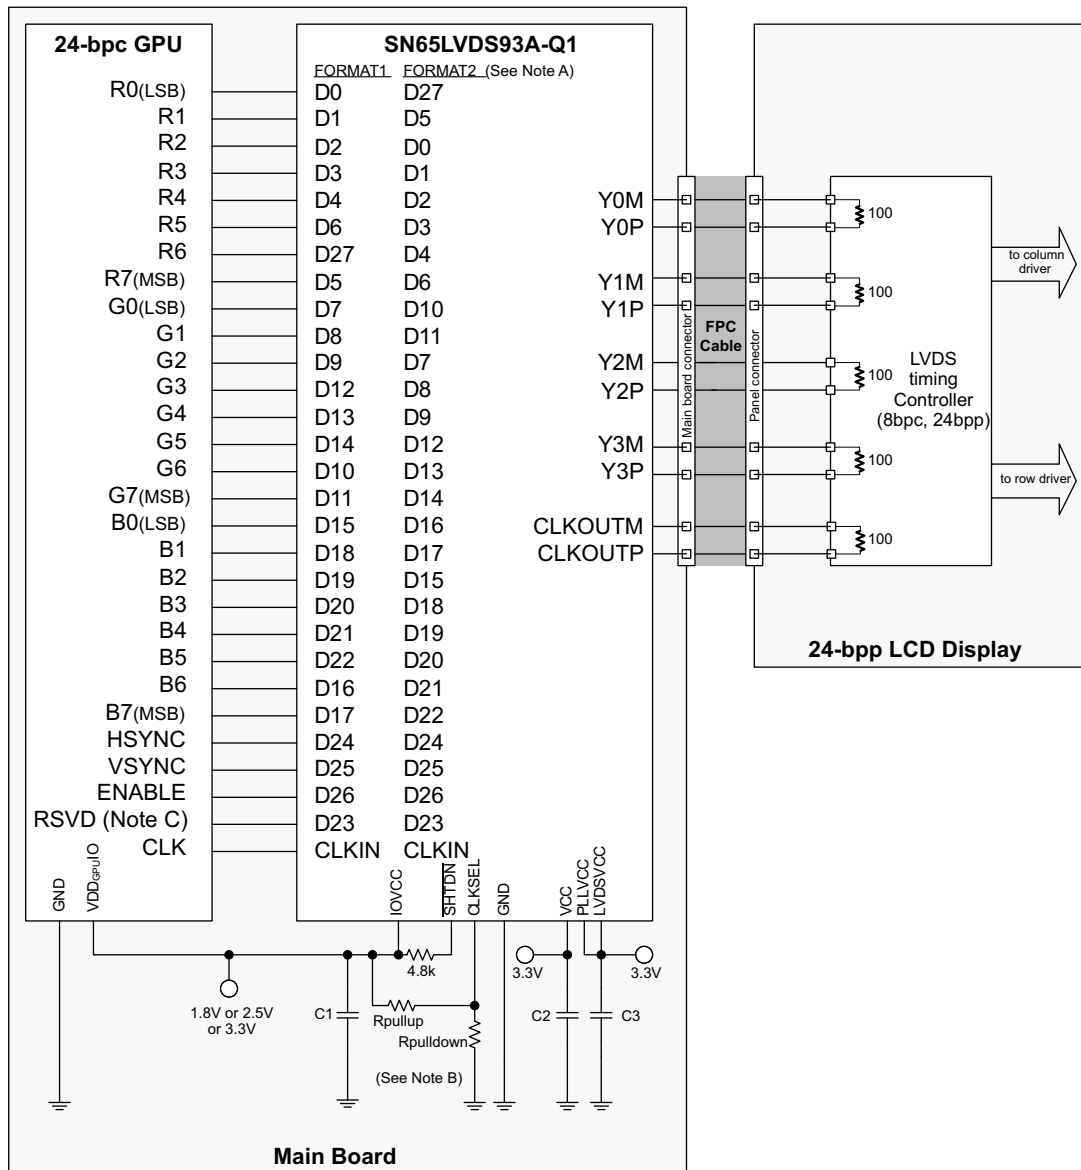 24-bpc GPU
SN65LVDS93A-Q1
FORMAT1 FORMAT2 (See Note A)
R0(LSB) D0 D27
R1 D1 D5
R2 D2 D0
R3 D3 D1
R4 D4 D2
R5 D6 D3
R6 D27 D4
R7(MSB) D5 D6
G0(LSB) D7 D10
G1 D8 D11
G2 D9 D7
G3 D12 D8
G4 D13 D9
G5 D14 D12
G6 D10 D13
G7(MSB) D11 D14
B0(LSB) D15 D16
B1 D18 D17
B2 D19 D15
B3 D20 D18
B4 D21 D19
B5 D22 D20
B6 D16 D21
B7(MSB) D17 D22
HSYNC D24 D24
VSYNC D25 D25
ENABLE D26 D26
RSVD (Note C) D23 D23
CLK CLKIN CLKIN
Y0M
Y0P
Y1M
Y1P
Y2M
Y2P
Y3M
Y3P
CLKOUTM
CLKOUTP
Main board connector
FPC
Cable
Panel connector
100
100
100
100
100
LVDS
timing
Controller
(8bpc, 24bpp)
to column
driver
to row driver
24-bpp LCD Display
GND
VDDGPUIO
IOVCC
SHTDN
CLKSEL
GND
VCC
PLLVCC
LVDSVCC
4.8k
3.3V
3.3V
1.8V or 2.5V
or 3.3V
C1
Rpullup
Rpulldown
C2
C3
(See Note B)
Main Board